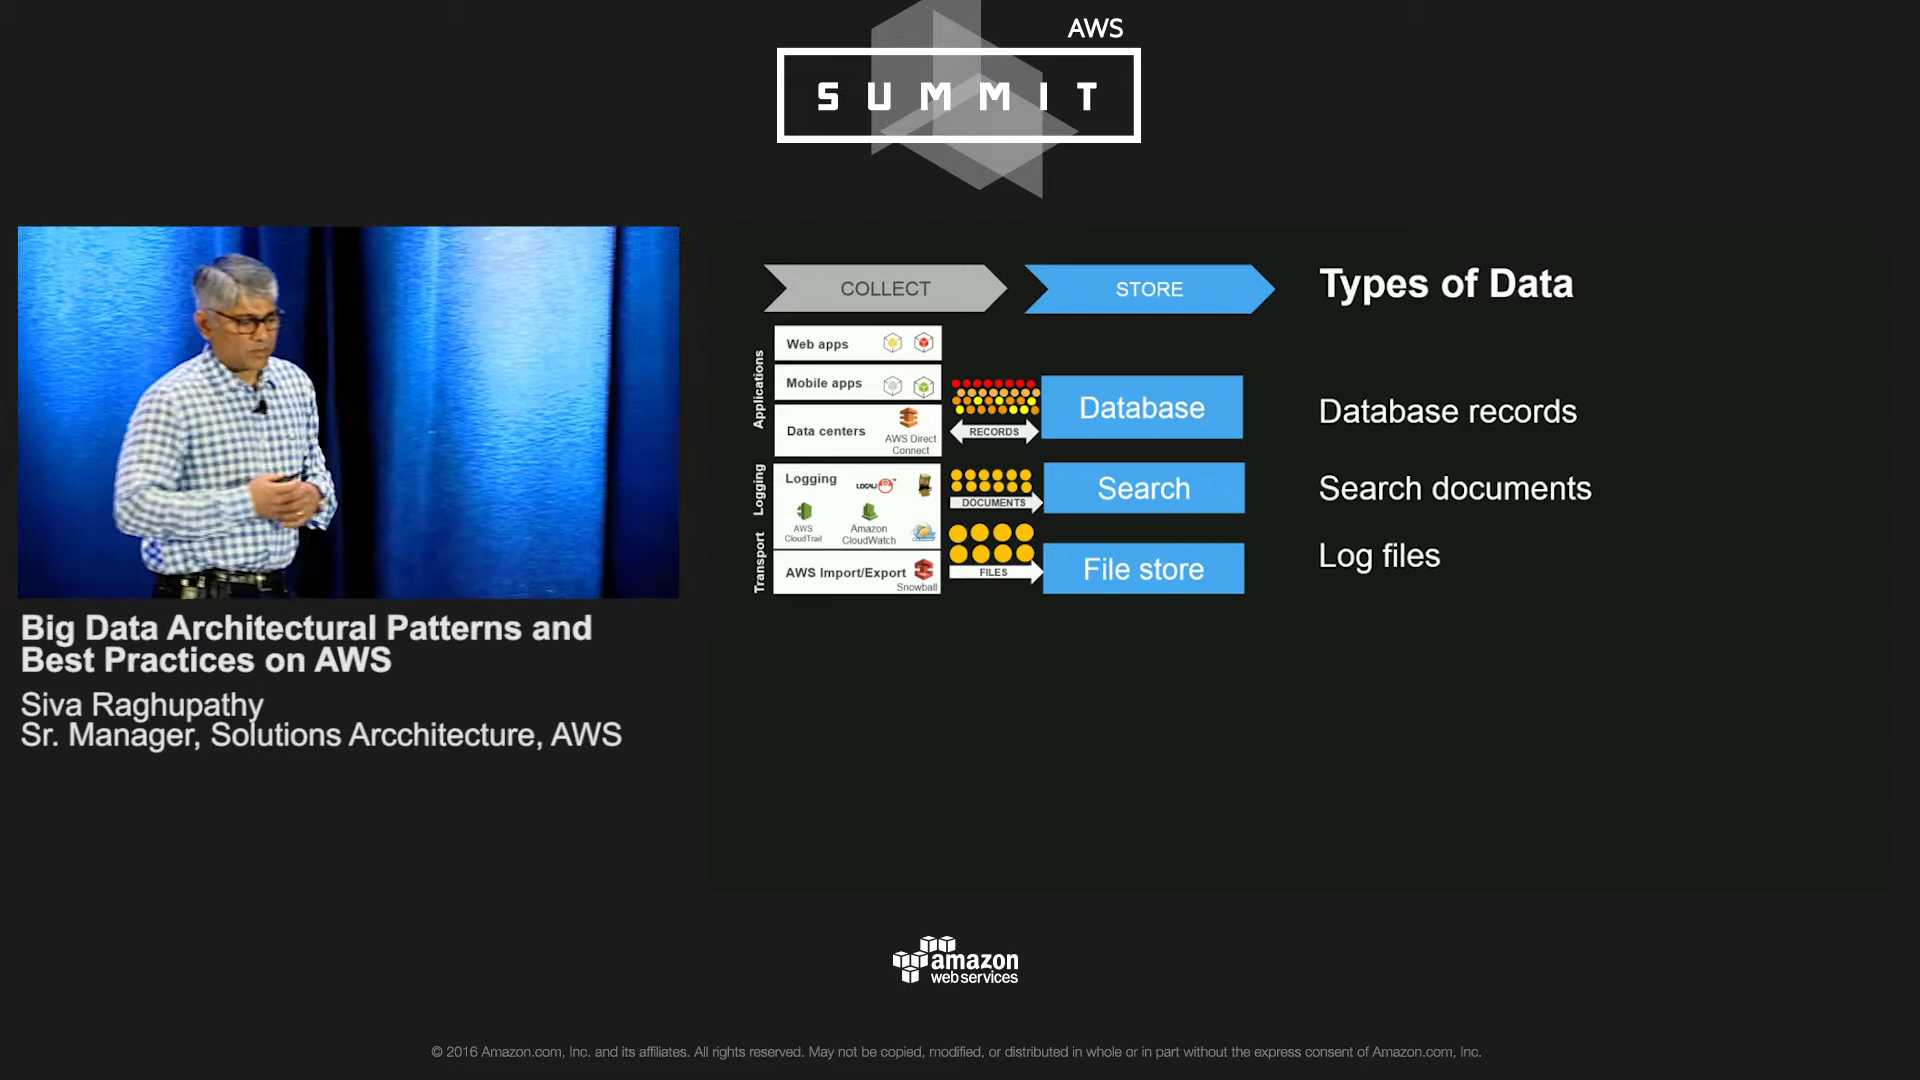 AWS
SUMMIT
COLLECT
STORE
Types of Data
Applications
Web apps
Mobile apps
Data centers
AWS Direct
Connect
RECORDS
Database
Database records
Logging
Logging
LOG4J
AWS
CloudTrail
Amazon
CloudWatch
DOCUMENTS
Search
Search documents
Transport
AWS Import/Export
Snowball
FILES
File store
Log files
Big Data Architectural Patterns and
Best Practices on AWS
Siva Raghupathy
Sr. Manager, Solutions Arcchitecture, AWS
amazon
webservices
© 2016 Amazon.com, Inc. and its affiliates. All rights reserved. May not be copied, modified, or distributed in whole or in part without the express consent of Amazon.com, Inc.